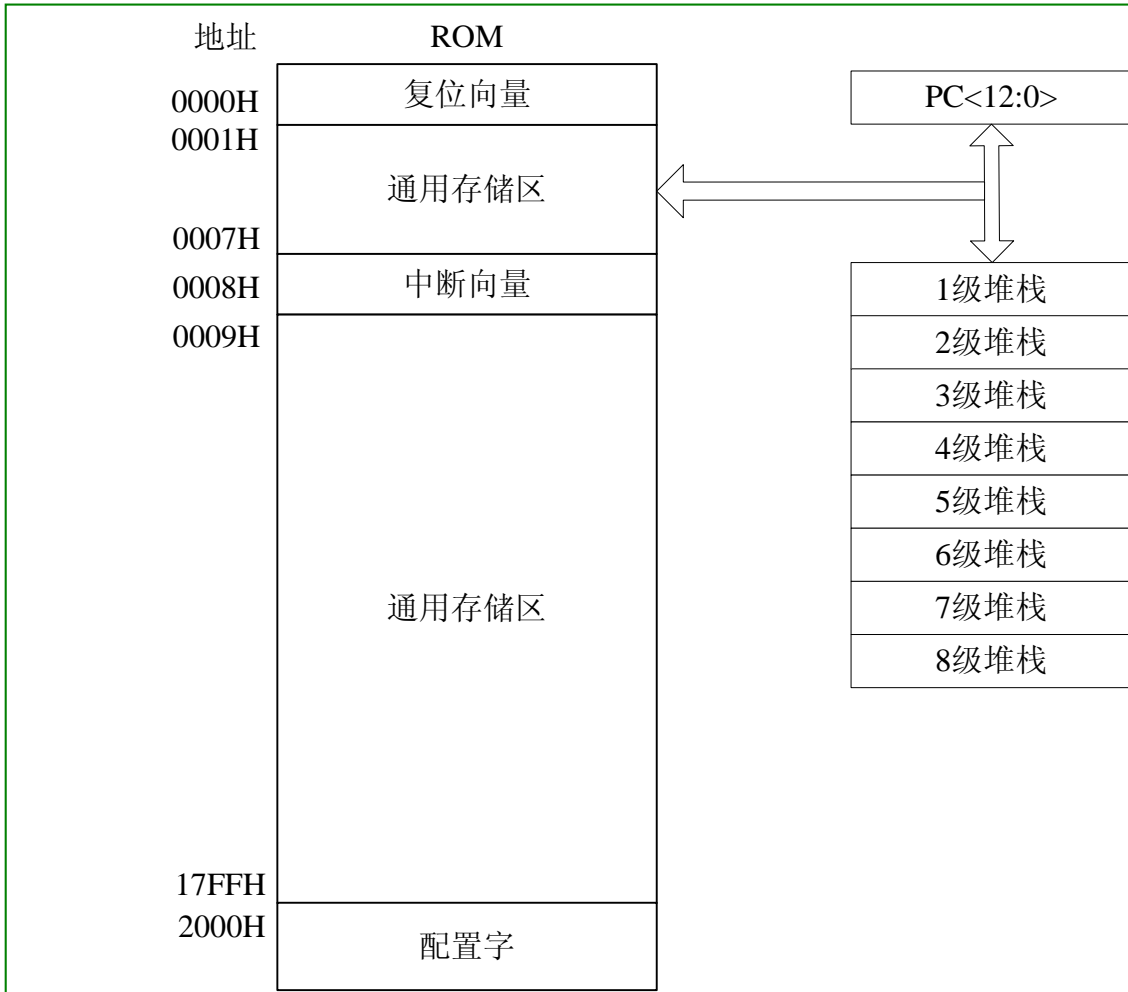 地址 ROM
0000H 复位向量 PC<12:0>
0001H
通用存储区
0007H
0008H 中断向量 1级堆栈
0009H 2级堆栈
3级堆栈
4级堆栈
5级堆栈
6级堆栈
通用存储区 7级堆栈
8级堆栈
17FFH
2000H 配置字